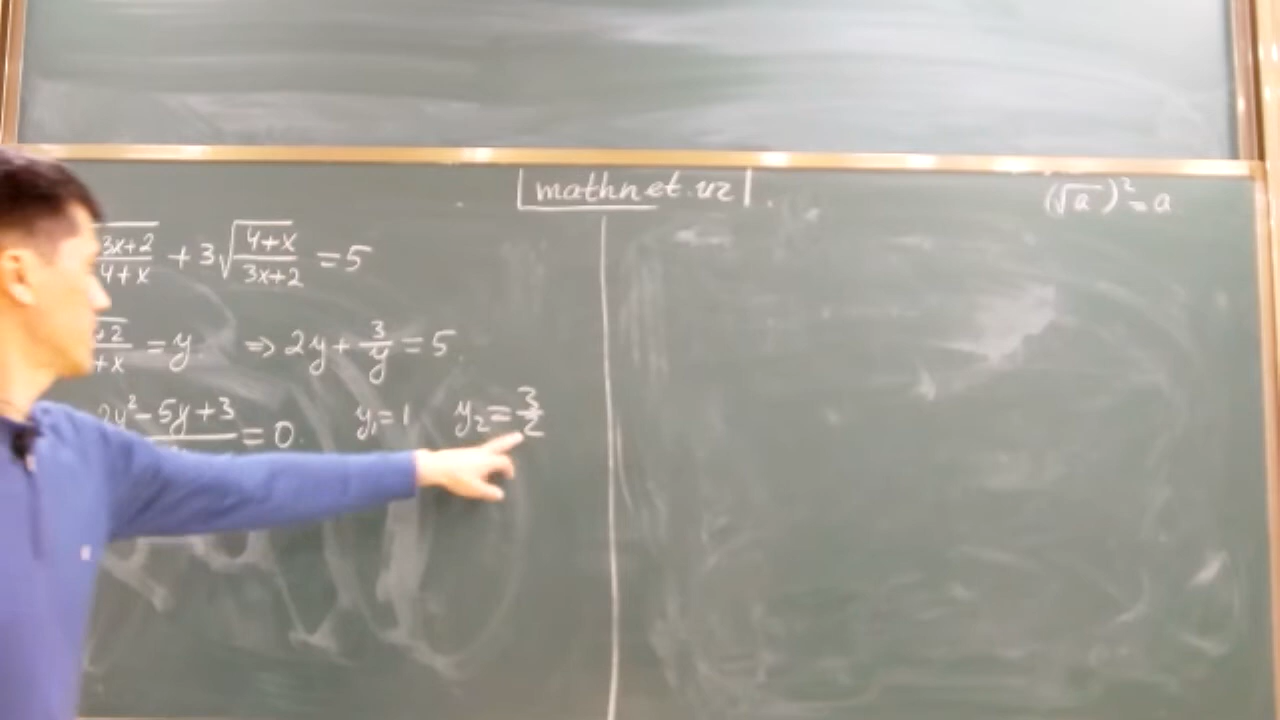 mathnet.uz
(√a)² = a
√(3x+2)/(4+x) + 3√(4+x)/(3x+2) = 5
+2/+x = y ⇒ 2y + 3/y = 5
2y² - 5y + 3 = 0 y₁ = 1 y₂ = 3/2